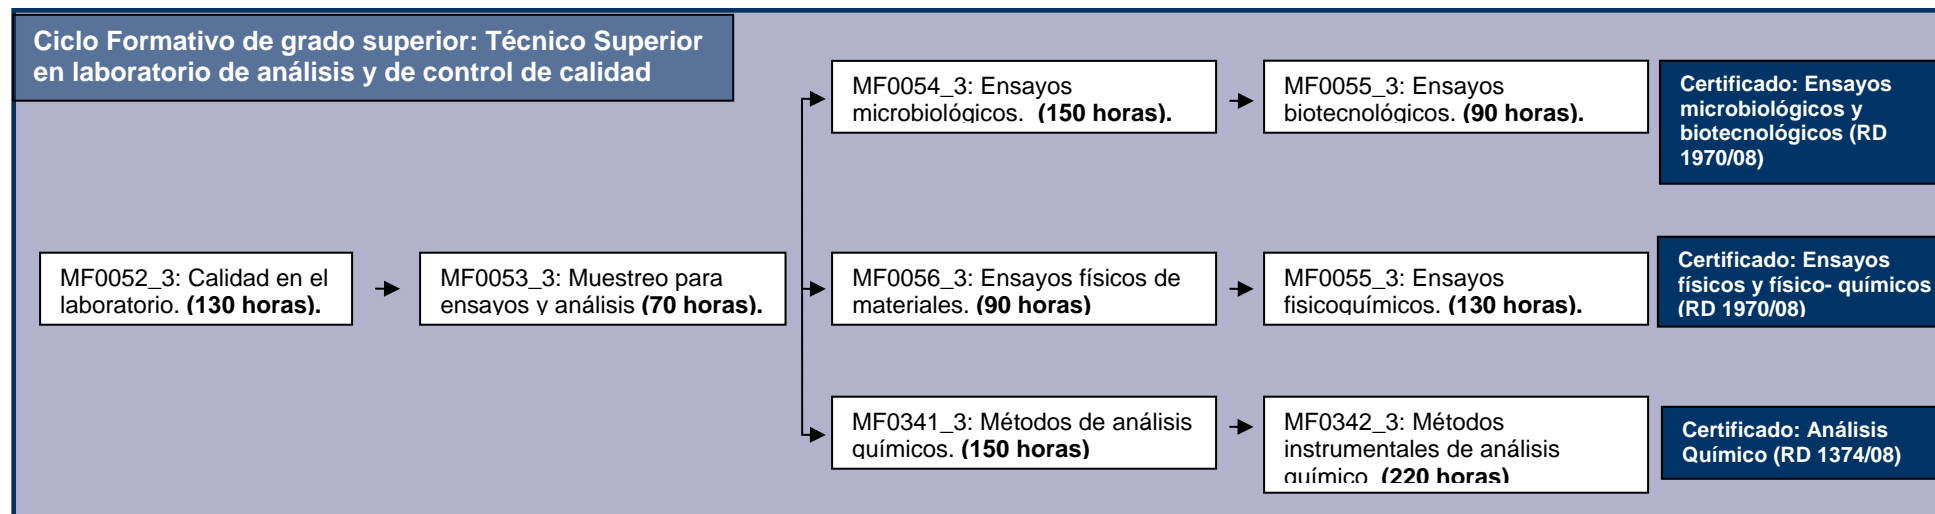 Ciclo Formativo de grado superior: Técnico Superior
en laboratorio de análisis y de control de calidad
MF0054_3: Ensayos
microbiológicos. (150 horas).
MF0055_3: Ensayos
biotecnológicos. (90 horas).
Certificado: Ensayos
microbiológicos y
biotecnológicos (RD
1970/08)
MF0052_3: Calidad en el
laboratorio. (130 horas).
MF0053_3: Muestreo para
ensayos y análisis (70 horas).
MF0056_3: Ensayos físicos de
materiales. (90 horas)
MF0055_3: Ensayos
fisicoquímicos. (130 horas).
Certificado: Ensayos
físicos y físico- químicos
(RD 1970/08)
MF0341_3: Métodos de análisis
químicos. (150 horas)
MF0342_3: Métodos
instrumentales de análisis
químico (220 horas)
Certificado: Análisis
Químico (RD 1374/08)